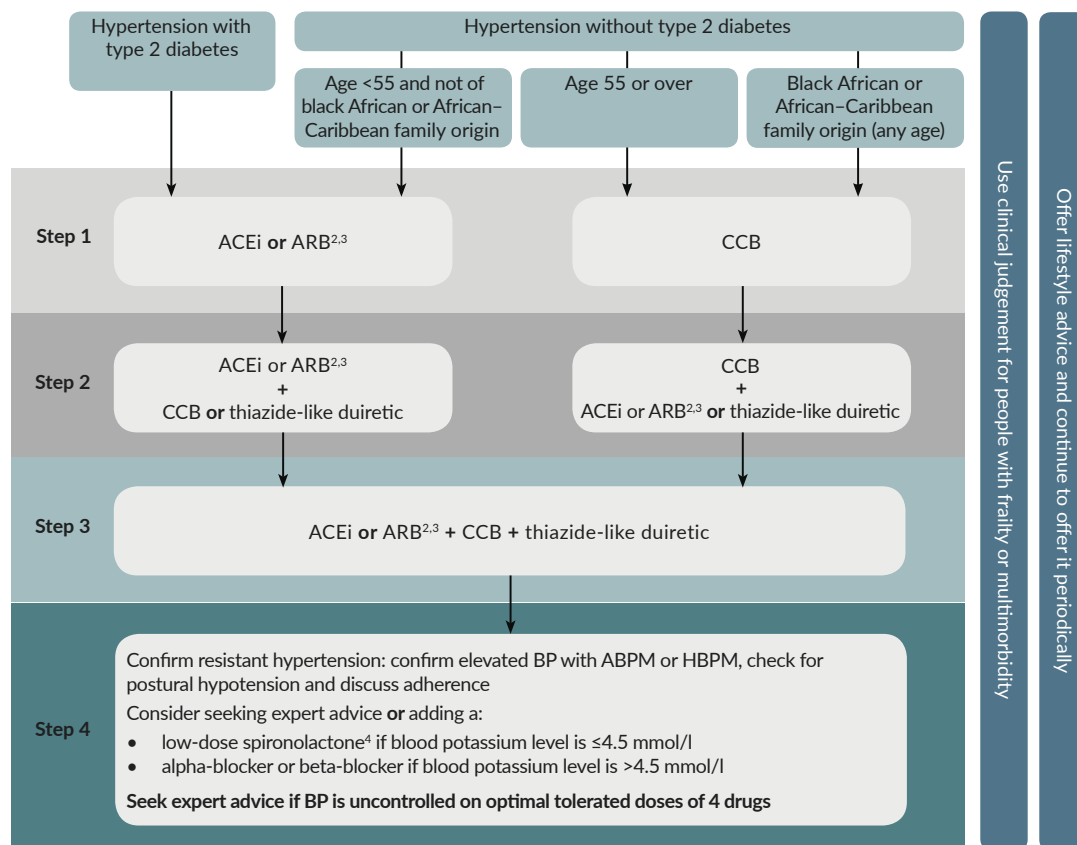 Hypertension with
type 2 diabetes
Hypertension without type 2 diabetes
Age <55 and not of
black African or African–
Caribbean family origin
Age 55 or over
Black African or
African–Caribbean
family origin (any age)
Step 1
ACEi or ARB2,3
CCB
Step 2
ACEi or ARB2,3
+
CCB or thiazide-like duiretic
CCB
+
ACEi or ARB2,3 or thiazide-like duiretic
Step 3
ACEi or ARB2,3 + CCB + thiazide-like duiretic
Step 4
Confirm resistant hypertension: confirm elevated BP with ABPM or HBPM, check for
postural hypotension and discuss adherence
Consider seeking expert advice or adding a:
• low-dose spironolactone4 if blood potassium level is ≤4.5 mmol/l
• alpha-blocker or beta-blocker if blood potassium level is >4.5 mmol/l
Seek expert advice if BP is uncontrolled on optimal tolerated doses of 4 drugs
Use clinical judgement for people with frailty or multimorbidity
Offer lifestyle advice and continue to offer it periodically